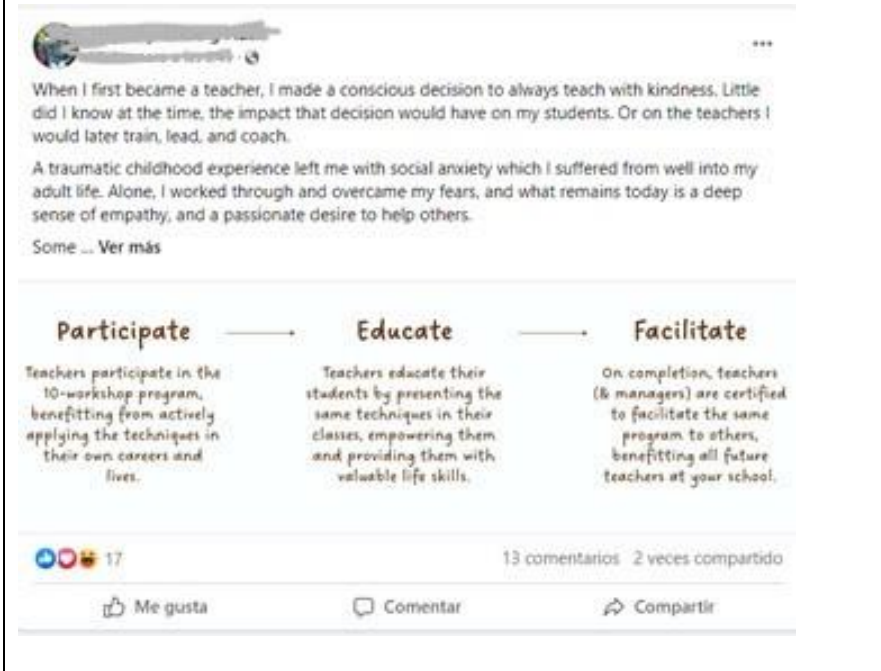 When I first became a teacher, I made a conscious decision to always teach with kindness. Little
did I know at the time, the impact that decision would have on my students. Or on the teachers I
would later train, lead, and coach.
A traumatic childhood experience left me with social anxiety which I suffered from well into my
adult life. Alone, I worked through and overcame my fears, and what remains today is a deep
sense of empathy, and a passionate desire to help others.
Some ... Ver más
Participate
Teachers participate in the
10-workshop program,
benefitting from actively
applying the techniques in
their own careers and
lives.
Educate
Teachers educate their
students by presenting the
same techniques in their
classes, empowering them
and providing them with
valuable life skills.
Facilitate
On completion, teachers
(& managers) are certified
to facilitate the same
program to others,
benefitting all future
teachers at your school.
17
13 comentarios 2 veces compartido
Me gusta
Comentar
Compartir